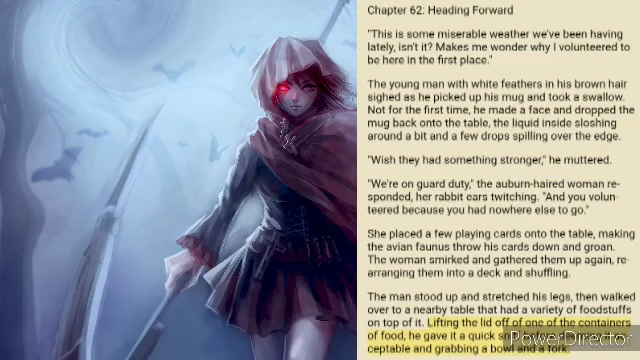 Chapter 62: Heading Forward
"This is some miserable weather we've been having
lately, isn't it? Makes me wonder why I volunteered to
be here in the first place."
The young man with white feathers in his brown hair
sighed as he picked up his mug and took a swallow.
Not for the first time, he made a face and dropped the
mug back onto the table, the liquid inside sloshing
around a bit and a few drops spilling over the edge.
"Wish they had something stronger," he muttered.
"We're on guard duty," the auburn-haired woman re-
sponded, her rabbit ears twitching. "And you volun-
teered because you had nowhere else to go."
She placed a few playing cards onto the table, making
the avian faunus throw his cards down and groan.
The woman smirked and gathered them up again, re-
arranging them into a deck and shuffling.
The man stood up and stretched his legs, then walked
over to a nearby table that had a variety of foodstuffs
on top of it. Lifting the lid off of one of the containers
of food, he gave it a quick
ceptable and grabbing a bowl and a fork.
PowerDirector